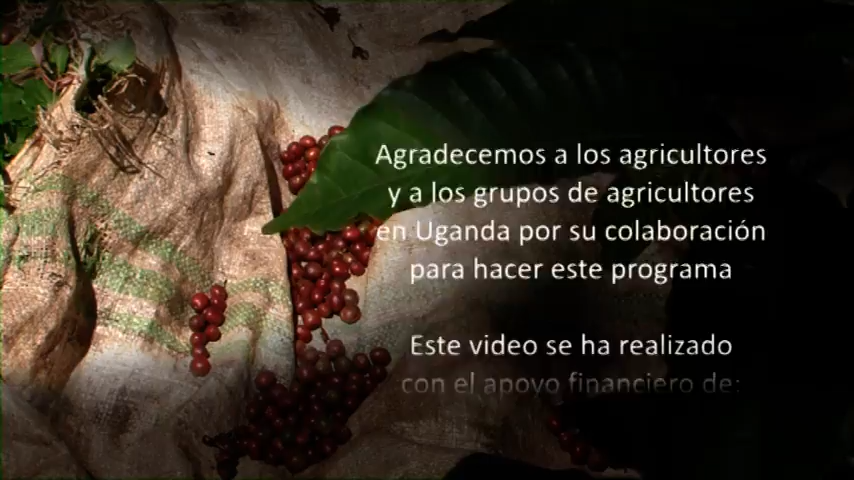 Agradecemos a los agricultores
y a los grupos de agricultores
en Uganda por su colaboración
para hacer este programa
Este video se ha realizado
con el apoyo financiero de: